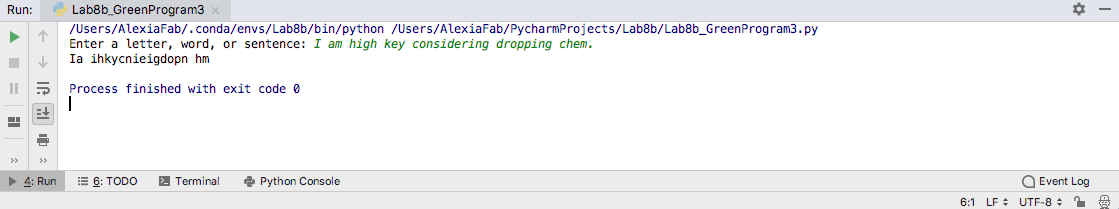 Run: Lab8b_GreenProgram3 ×
/Users/AlexiaFab/.conda/envs/Lab8b/bin/python /Users/AlexiaFab/PycharmProjects/Lab8b/Lab8b_GreenProgram3.py
Enter a letter, word, or sentence: I am high key considering dropping chem.
Ia ihkycnieigdopn hm
Process finished with exit code 0
>> >>
4: Run 6: TODO Terminal Python Console Event Log
6:1 LF UTF-8